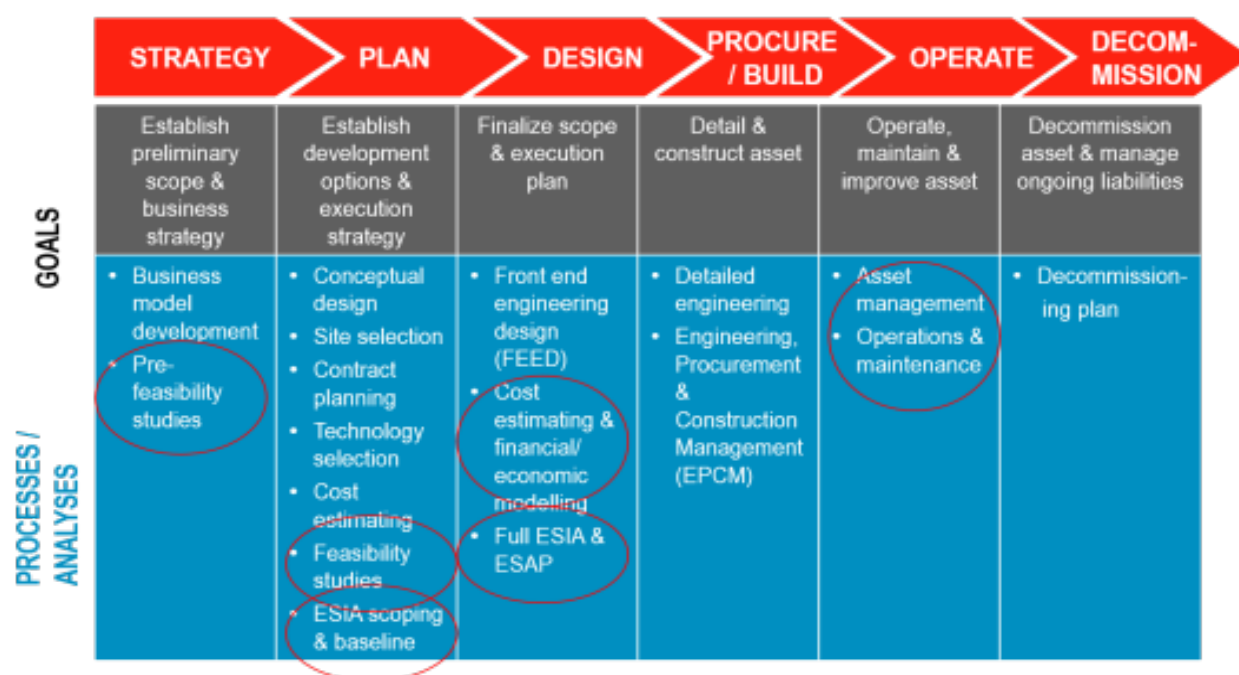 STRATEGY
PLAN
DESIGN
PROCURE
/ BUILD
OPERATE
DECOM-
MISSION
GOALS
Establish
preliminary
scope &
business
strategy
Establish
development
options &
execution
strategy
Finalize scope
& execution
plan
Detail &
construct asset
Operate,
maintain &
improve asset
Decommission
asset & manage
ongoing liabilities
PROCESSES /
ANALYSES
• Business
model
development
• Pre-
feasibility
studies
• Conceptual
design
• Site selection
• Contract
planning
• Technology
selection
• Cost
estimating
• Feasibility
studies
• ESIA scoping
& baseline
• Front end
engineering
design
(FEED)
• Cost
estimating &
financial/
economic
modelling
• Full ESIA &
ESAP
• Detailed
engineering
• Engineering,
Procurement
&
Construction
Management
(EPCM)
• Asset
management
• Operations &
maintenance
• Decommission-
ing plan